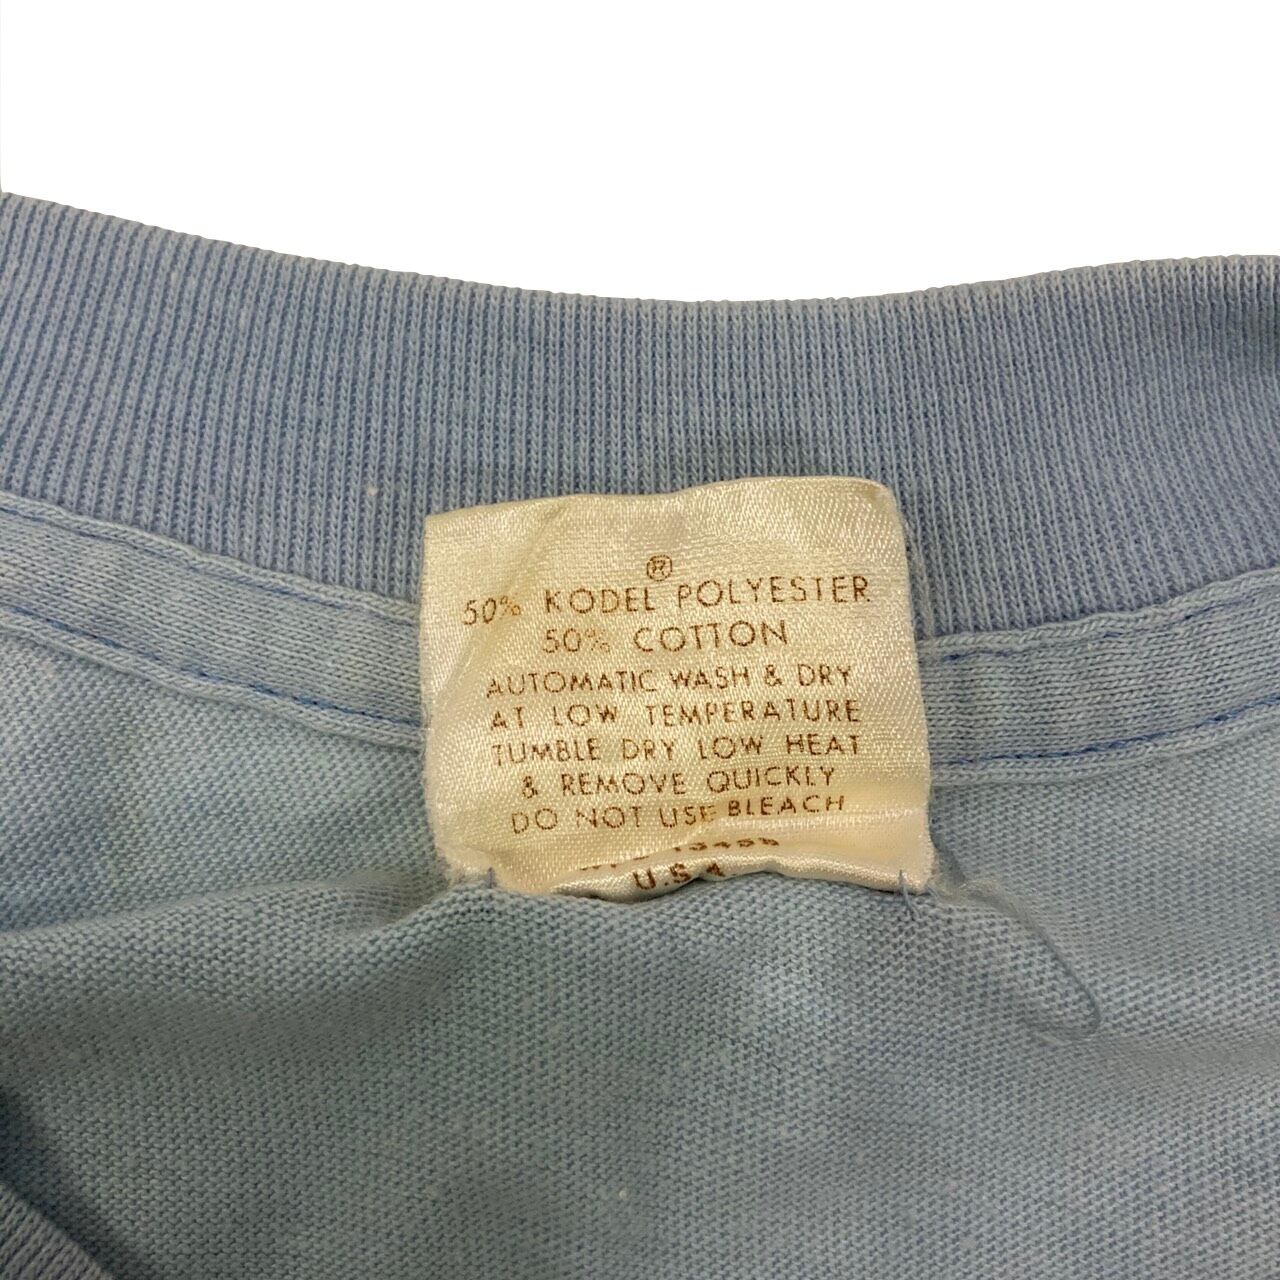 ®
50% KODEL POLYESTER
50% COTTON
AUTOMATIC WASH & DRY
AT LOW TEMPERATURE
TUMBLE DRY LOW HEAT
& REMOVE QUICKLY
DO NOT USE BLEACH
13455
U.S.A